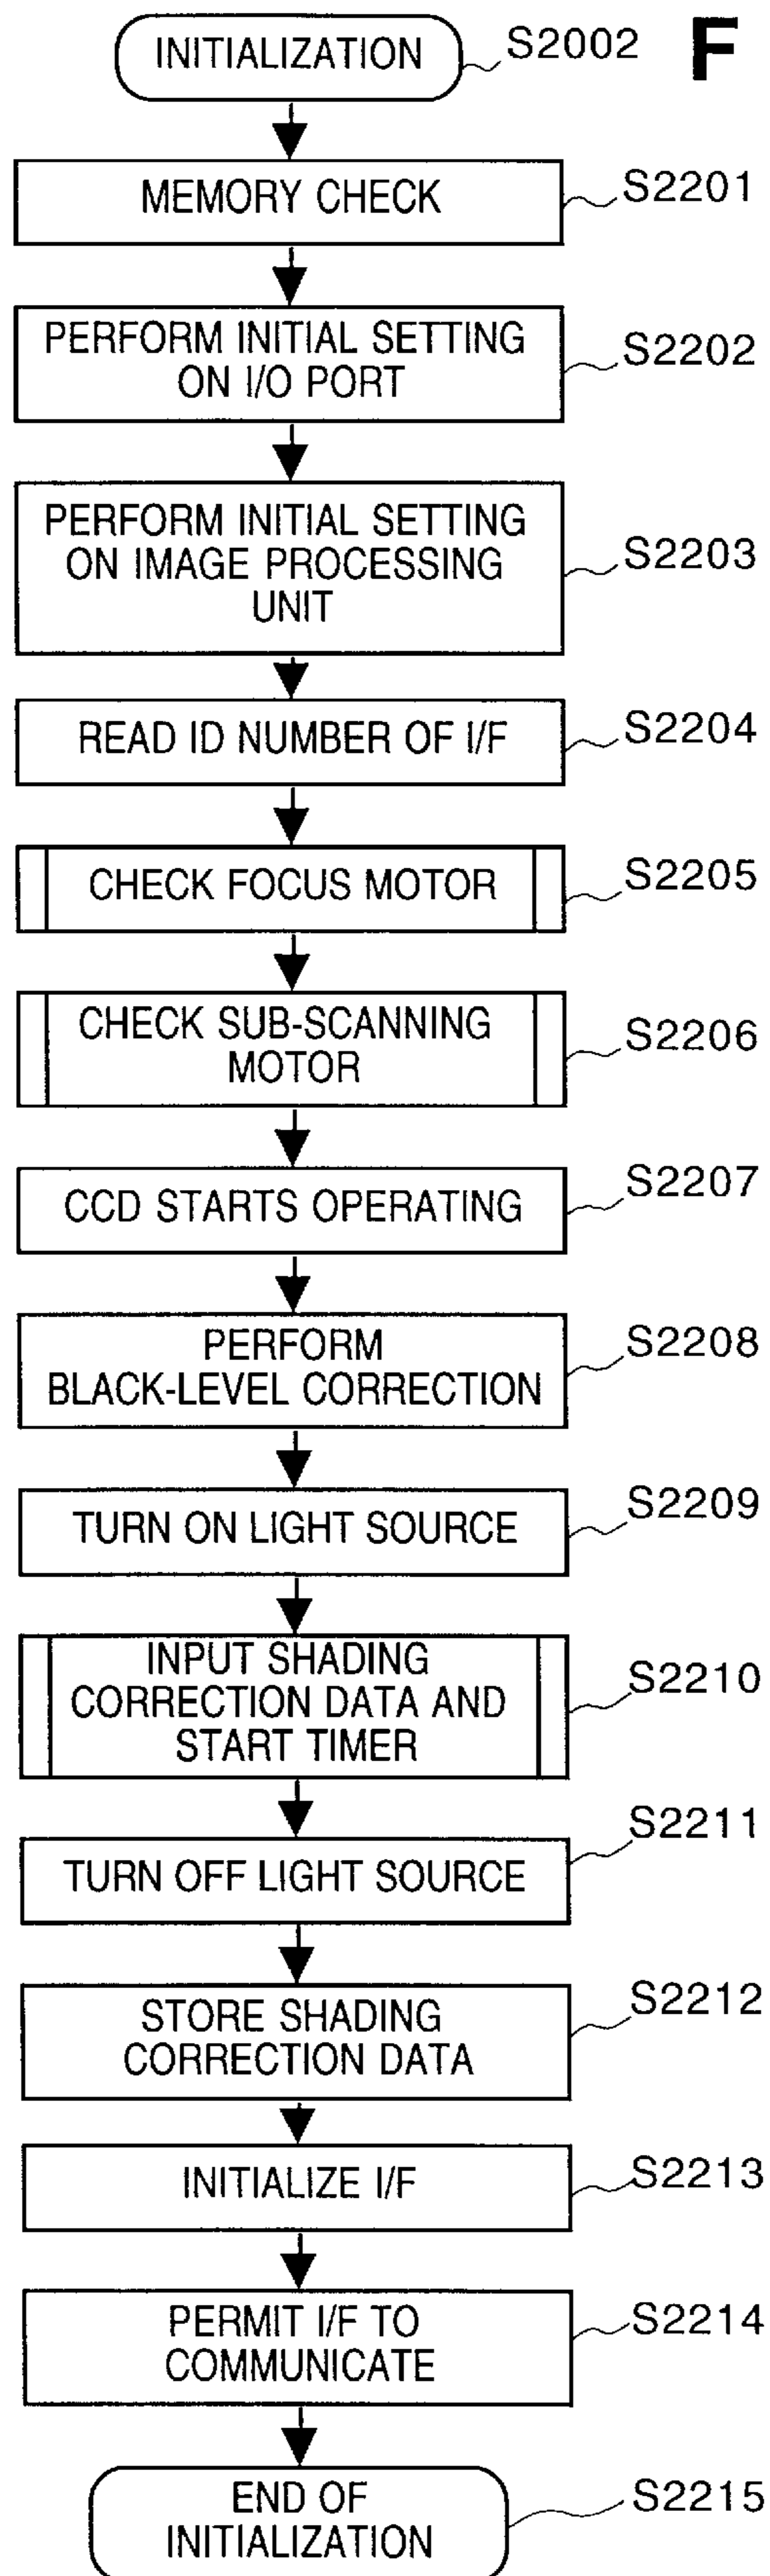 INITIALIZATION
S2002
F
MEMORY CHECK
S2201
PERFORM INITIAL SETTING
ON I/O PORT
S2202
PERFORM INITIAL SETTING
ON IMAGE PROCESSING
UNIT
S2203
READ ID NUMBER OF I/F
S2204
CHECK FOCUS MOTOR
S2205
CHECK SUB-SCANNING
MOTOR
S2206
CCD STARTS OPERATING
S2207
PERFORM
BLACK-LEVEL CORRECTION
S2208
TURN ON LIGHT SOURCE
S2209
INPUT SHADING
CORRECTION DATA AND
START TIMER
S2210
TURN OFF LIGHT SOURCE
S2211
STORE SHADING
CORRECTION DATA
S2212
INITIALIZE I/F
S2213
PERMIT I/F TO
COMMUNICATE
S2214
END OF
INITIALIZATION
S2215